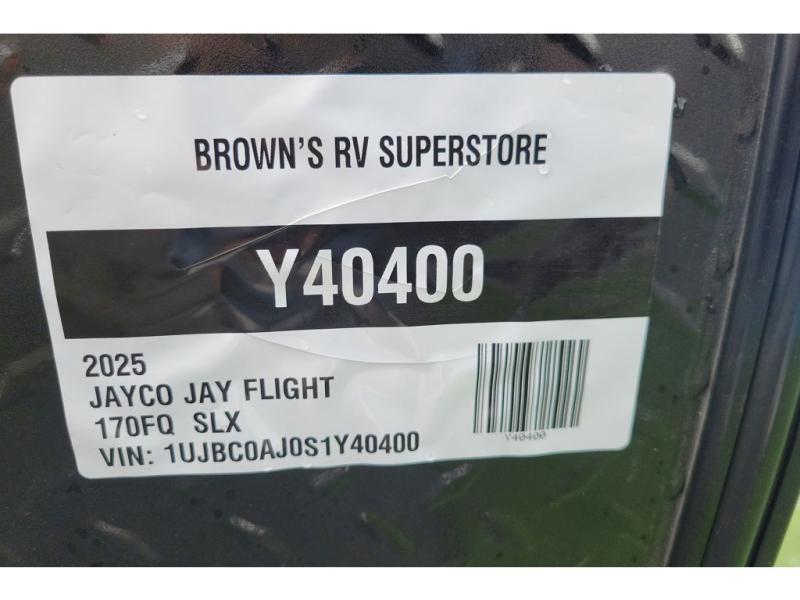 BROWN'S RV SUPERSTORE
Y40400
2025
JAYCO JAY FLIGHT
170FQ SLX
VIN: 1UJBC0AJ0S1Y40400
Y40400